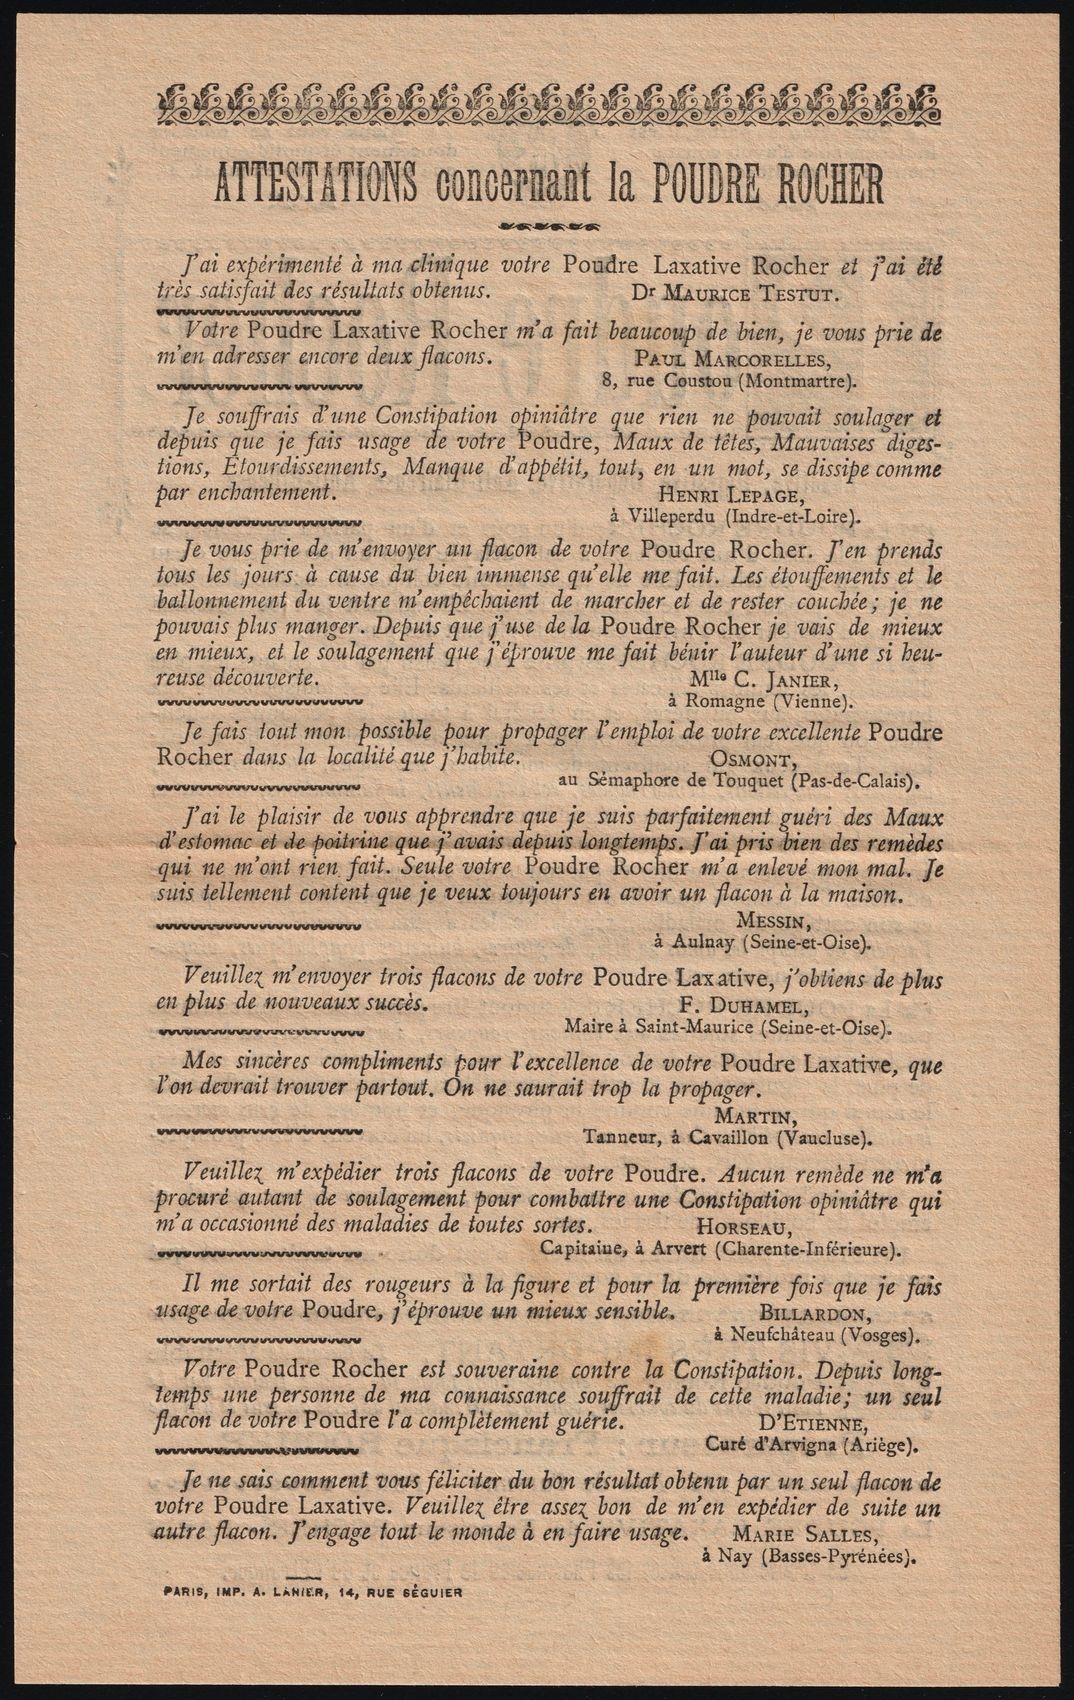 ATTESTATIONS concernant la POUDRE ROCHER
J'ai expérimenté à ma clinique votre Poudre Laxative Rocher et j'ai été
très satisfait des résultats obtenus. Dr MAURICE TESTUT.
Votre Poudre Laxative Rocher m'a fait beaucoup de bien, je vous prie de
m'en adresser encore deux flacons. PAUL MARCORELLES,
8, rue Coustou (Montmartre).
Je souffrais d'une Constipation opiniâtre que rien ne pouvait soulager et
depuis que je fais usage de votre Poudre, Maux de têtes, Mauvaises diges-
tions, Etourdissements, Manque d'appétit, tout, en un mot, se dissipe comme
par enchantement. HENRI LEPAGE,
à Villeperdu (Indre-et-Loire).
Je vous prie de m'envoyer un flacon de votre Poudre Rocher. J'en prends
tous les jours à cause du bien immense qu'elle me fait. Les étouffements et le
ballonnement du ventre m'empêchaient de marcher et de rester couchée; je ne
pouvais plus manger. Depuis que j'use de la Poudre Rocher je vais de mieux
en mieux, et le soulagement que j'éprouve me fait bénir l'auteur d'une si heu-
reuse découverte. Mlle C. JANIER,
à Romagne (Vienne).
Je fais tout mon possible pour propager l'emploi de votre excellente Poudre
Rocher dans la localité que j'habite. OSMONT,
au Sémaphore de Touquet (Pas-de-Calais).
J'ai le plaisir de vous apprendre que je suis parfaitement guéri des Maux
d'estomac et de poitrine que j'avais depuis longtemps. J'ai pris bien des remèdes
qui ne m'ont rien fait. Seule votre Poudre Rocher m'a enlevé mon mal. Je
suis tellement content que je veux toujours en avoir un flacon à la maison.
MESSIN,
à Aulnay (Seine-et-Oise).
Veuillez m'envoyer trois flacons de votre Poudre Laxative, j'obtiens de plus
en plus de nouveaux succès. F. DUHAMEL,
Maire à Saint-Maurice (Seine-et-Oise).
Mes sincères compliments pour l'excellence de votre Poudre Laxative, que
l'on devrait trouver partout. On ne saurait trop la propager.
MARTIN,
Tanneur, à Cavaillon (Vaucluse).
Veuillez m'expédier trois flacons de votre Poudre. Aucun remède ne m'a
procuré autant de soulagement pour combattre une Constipation opiniâtre qui
m'a occasionné des maladies de toutes sortes. HORSEAU,
Capitaine, à Arvert (Charente-Inférieure).
Il me sortait des rougeurs à la figure et pour la première fois que je fais
usage de votre Poudre, j'éprouve un mieux sensible. BILLARDON,
à Neufchâteau (Vosges).
Votre Poudre Rocher est souveraine contre la Constipation. Depuis long-
temps une personne de ma connaissance souffrait de cette maladie; un seul
flacon de votre Poudre l'a complètement guérie. D'ETIENNE,
Curé d'Arvigna (Ariège).
Je ne sais comment vous féliciter du bon résultat obtenu par un seul flacon de
votre Poudre Laxative. Veuillez être assez bon de m'en expédier de suite un
autre flacon. J'engage tout le monde à en faire usage. MARIE SALLES,
à Nay (Basses-Pyrénées).
PARIS, IMP. A. LANIER, 14, RUE SÉGUIER